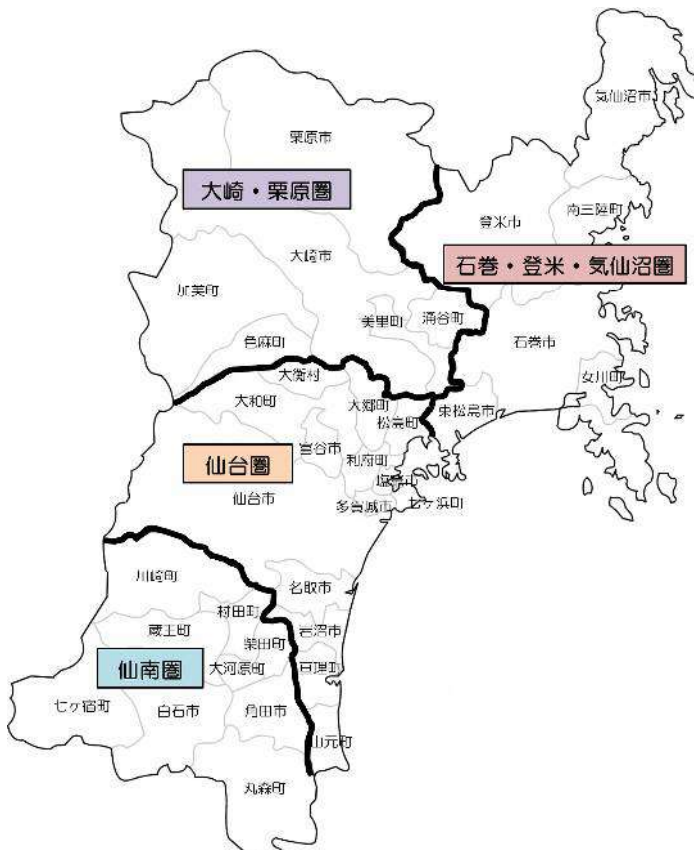 気仙沼市
栗原市
大崎・栗原圏
登米市
南三陸町
大崎市
石巻・登米・気仙沼圏
加美町
美里町
涌谷町
色麻町
石巻市
大衡村
女川町
大和町
大郷町
東松島市
松島町
富谷市
利府町
仙台圏
塩竈市
仙台市
多賀城市
七ヶ浜町
川崎町
名取市
村田町
蔵王町
岩沼市
柴田町
仙南圏
大河原町
亘理町
七ヶ宿町
白石市
角田市
山元町
丸森町